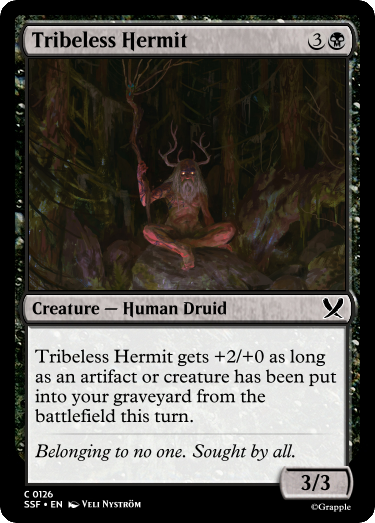 Tribeless Hermit 3
Creature — Human Druid
Tribeless Hermit gets +2/+0 as long
as an artifact or creature has been put
into your graveyard from the
battlefield this turn.
Belonging to no one. Sought by all.
3/3
C 0126
SSF • EN Veli Nyström
©Grapple